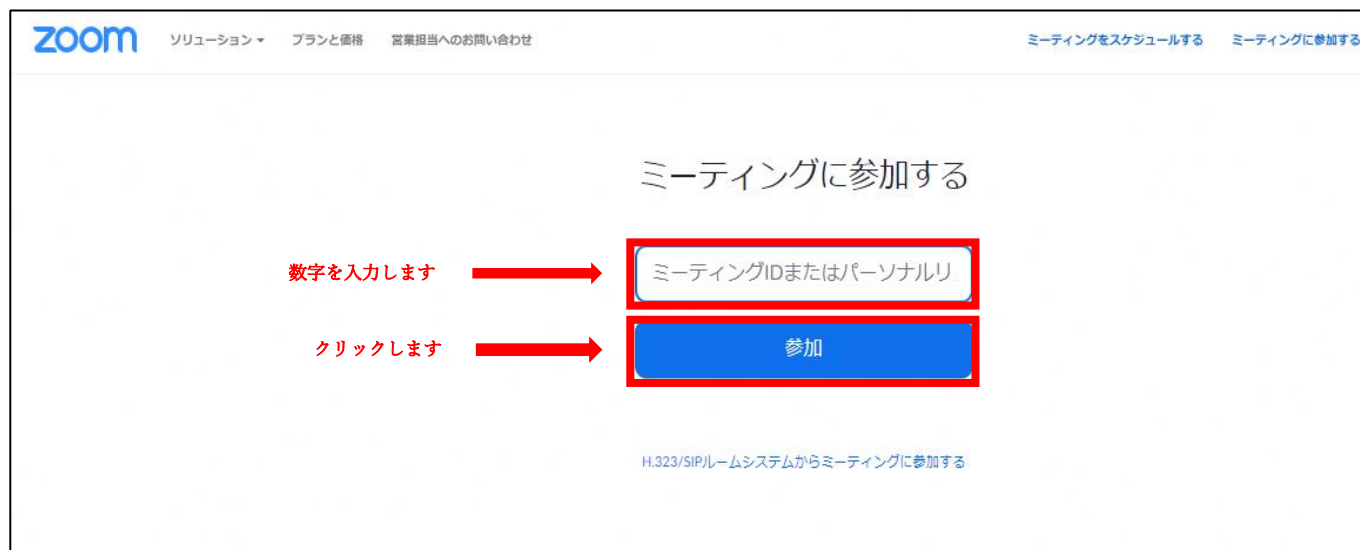 zoom ソリューション プランと価格 営業担当へのお問い合わせ ミーティングをスケジュールする ミーティングに参加する
ミーティングに参加する
数字を入力します ミーティングIDまたはパーソナルリ
クリックします 参加
H.323/SIPルームシステムからミーティングに参加する